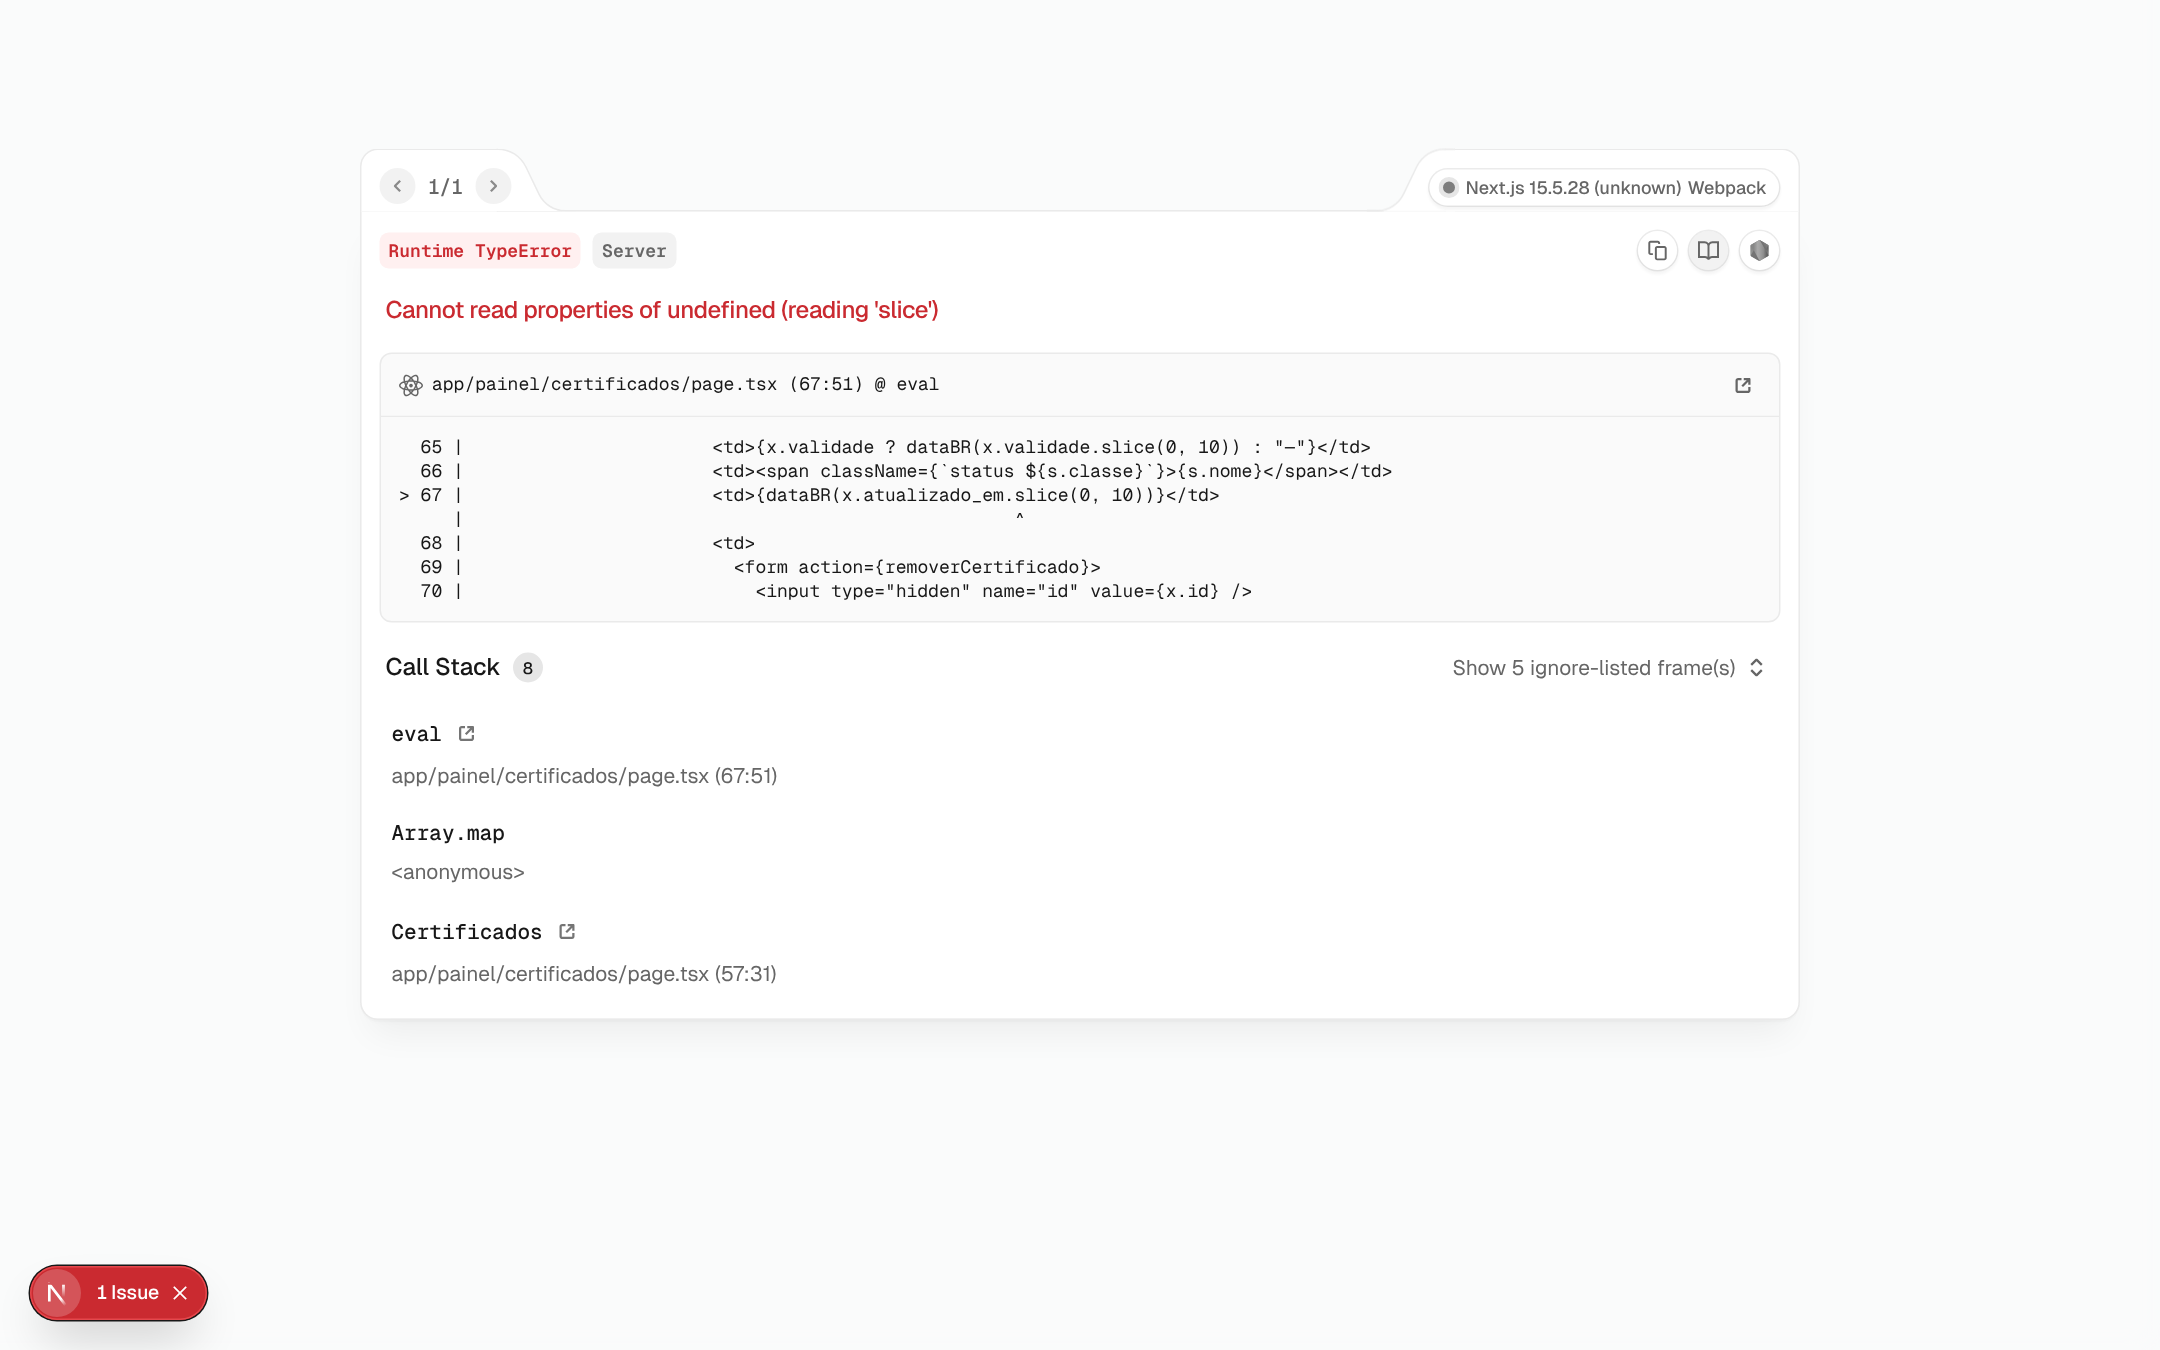 1/1
Next.js 15.5.28 (unknown) Webpack
Runtime TypeError Server
Cannot read properties of undefined (reading 'slice')
app/painel/certificados/page.tsx (67:51) @ eval
65 | <td>{x.validade ? dataBR(x.validade.slice(0, 10)) : "—"}</td>
66 | <td><span className={`status ${s.classe}`}>{s.nome}</span></td>
> 67 | <td>{dataBR(x.atualizado_em.slice(0, 10))}</td>
| ^
68 | <td>
69 | <form action={removerCertificado}>
70 | <input type="hidden" name="id" value={x.id} />
Call Stack 8
Show 5 ignore-listed frame(s)
eval
app/painel/certificados/page.tsx (67:51)
Array.map
<anonymous>
Certificados
app/painel/certificados/page.tsx (57:31)
N 1 Issue